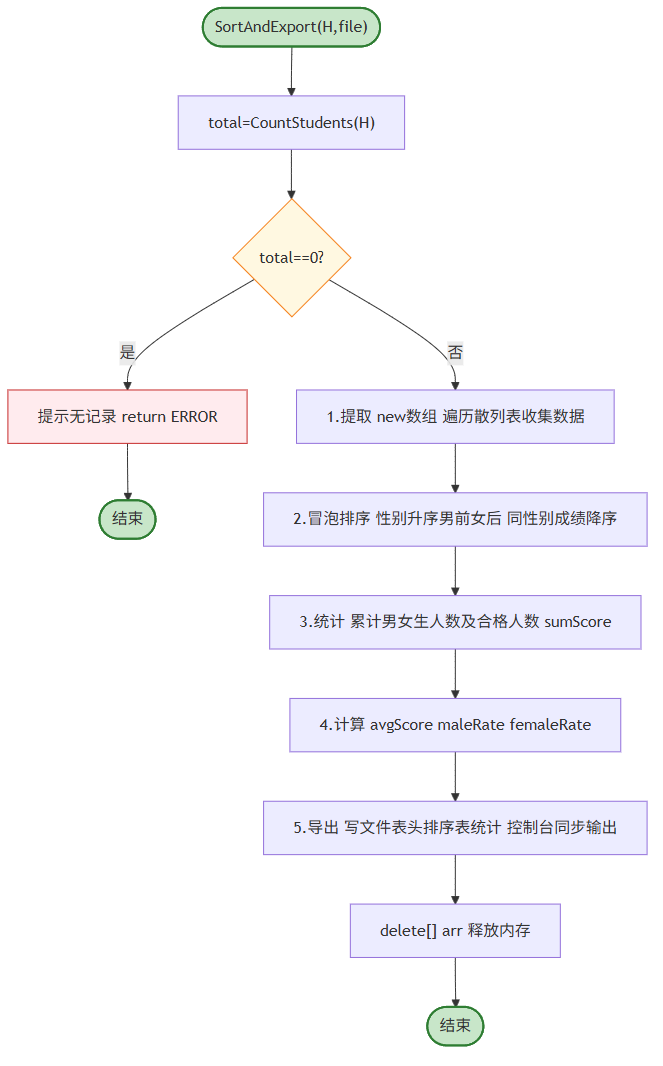 SortAndExport(H,file)
total=CountStudents(H)
total==0?
是
否
提示无记录 return ERROR
1.提取 new数组 遍历散列表收集数据
结束
2.冒泡排序 性别升序男前女后 同性别成绩降序
3.统计 累计男女生人数及合格人数 sumScore
4.计算 avgScore maleRate femaleRate
5.导出 写文件表头排序表统计 控制台同步输出
delete[] arr 释放内存
结束